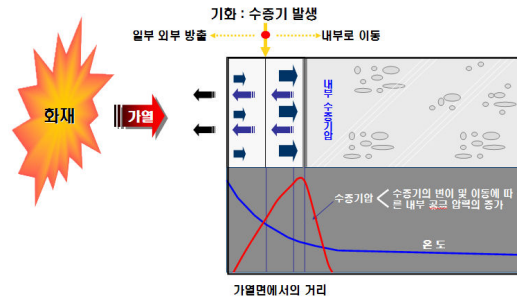 기화 : 수증기 발생
일부 외부 방출
내부로 이동
화재
가열
내부 수증기압
수증기압
수증기의 변이 및 이동에 따
른 내부 공극 압력의 증가
온 도
가열면에서의 거리